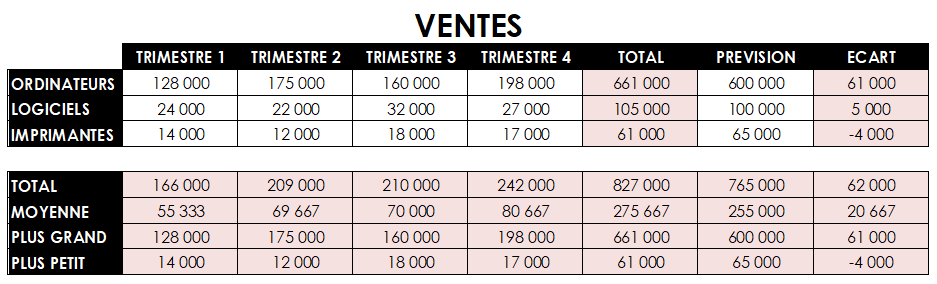 VENTES
TRIMESTRE 1 TRIMESTRE 2 TRIMESTRE 3 TRIMESTRE 4 TOTAL PREVISION ECART
ORDINATEURS 128 000 175 000 160 000 198 000 661 000 600 000 61 000
LOGICIELS 24 000 22 000 32 000 27 000 105 000 100 000 5 000
IMPRIMANTES 14 000 12 000 18 000 17 000 61 000 65 000 -4 000
TOTAL 166 000 209 000 210 000 242 000 827 000 765 000 62 000
MOYENNE 55 333 69 667 70 000 80 667 275 667 255 000 20 667
PLUS GRAND 128 000 175 000 160 000 198 000 661 000 600 000 61 000
PLUS PETIT 14 000 12 000 18 000 17 000 61 000 65 000 -4 000